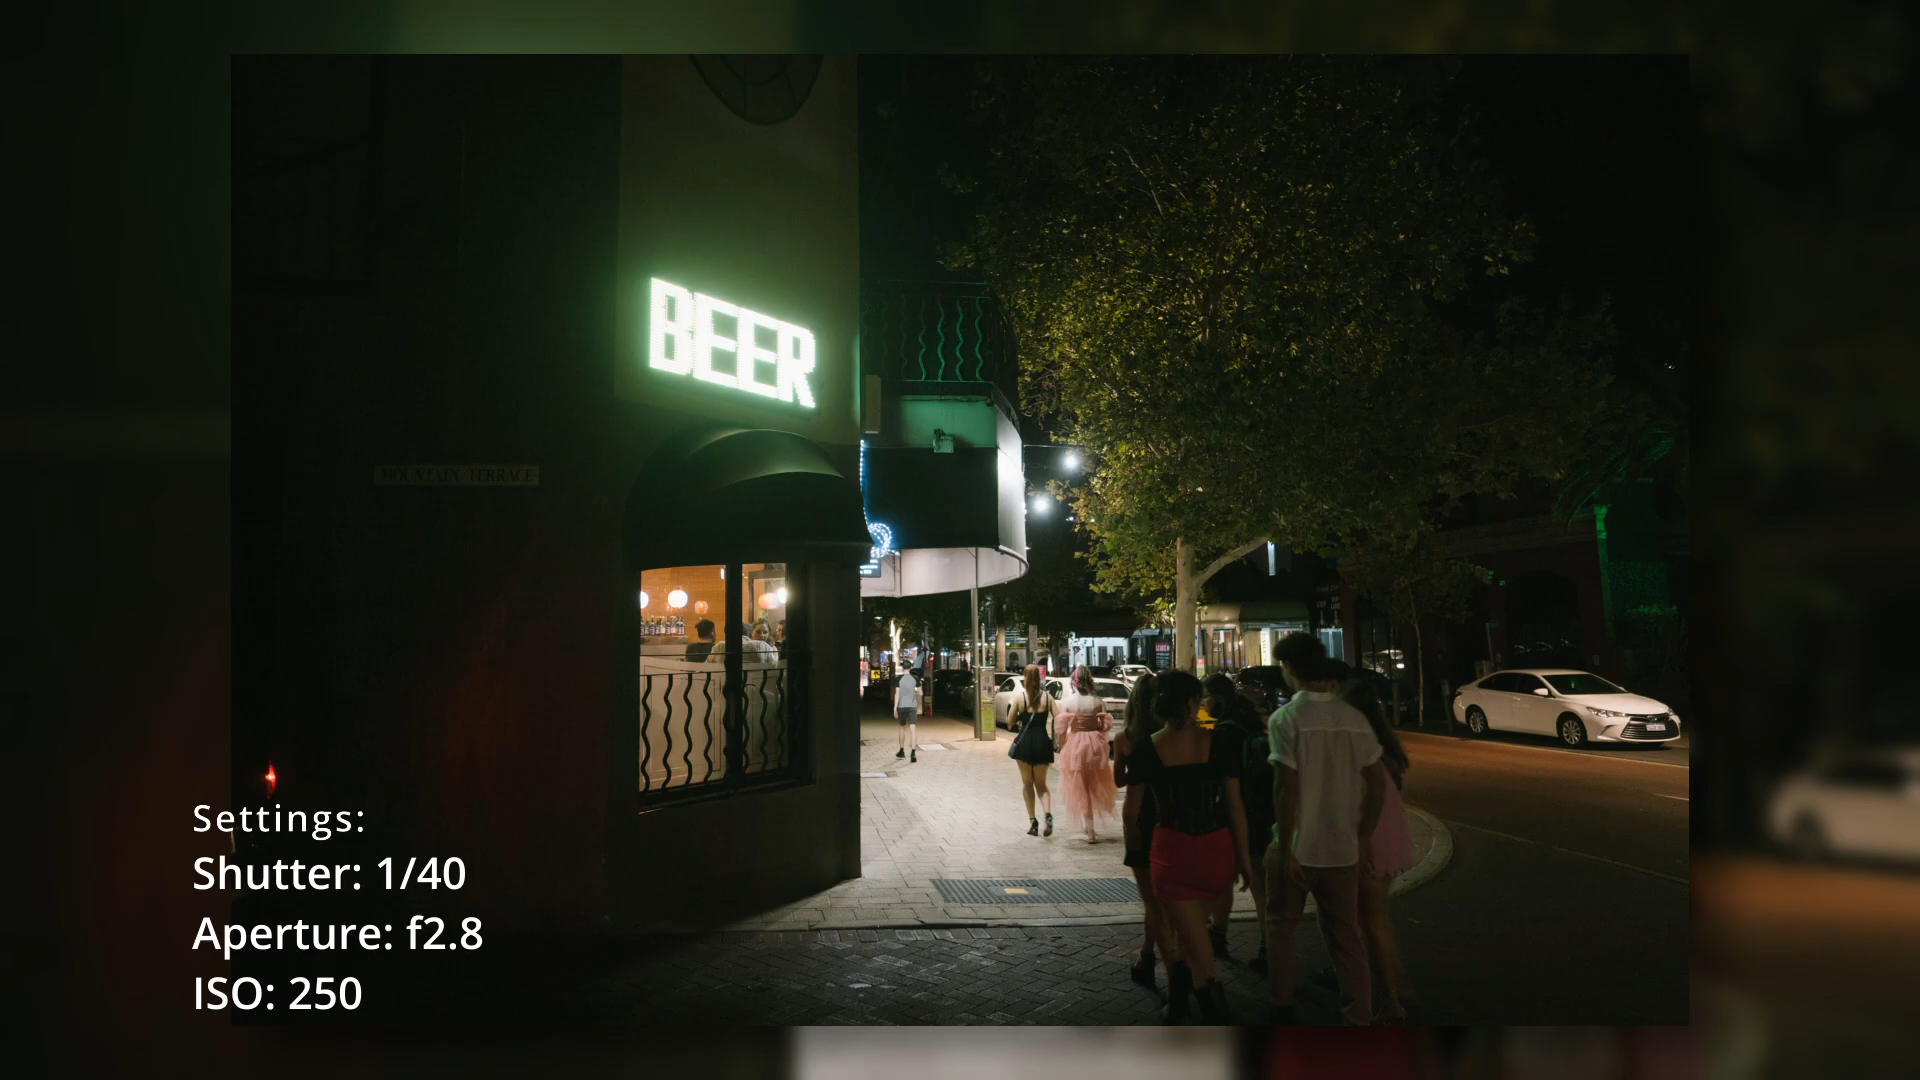 BEER
MOUNTAIN TERRACE
Settings:
Shutter: 1/40
Aperture: f2.8
ISO: 250